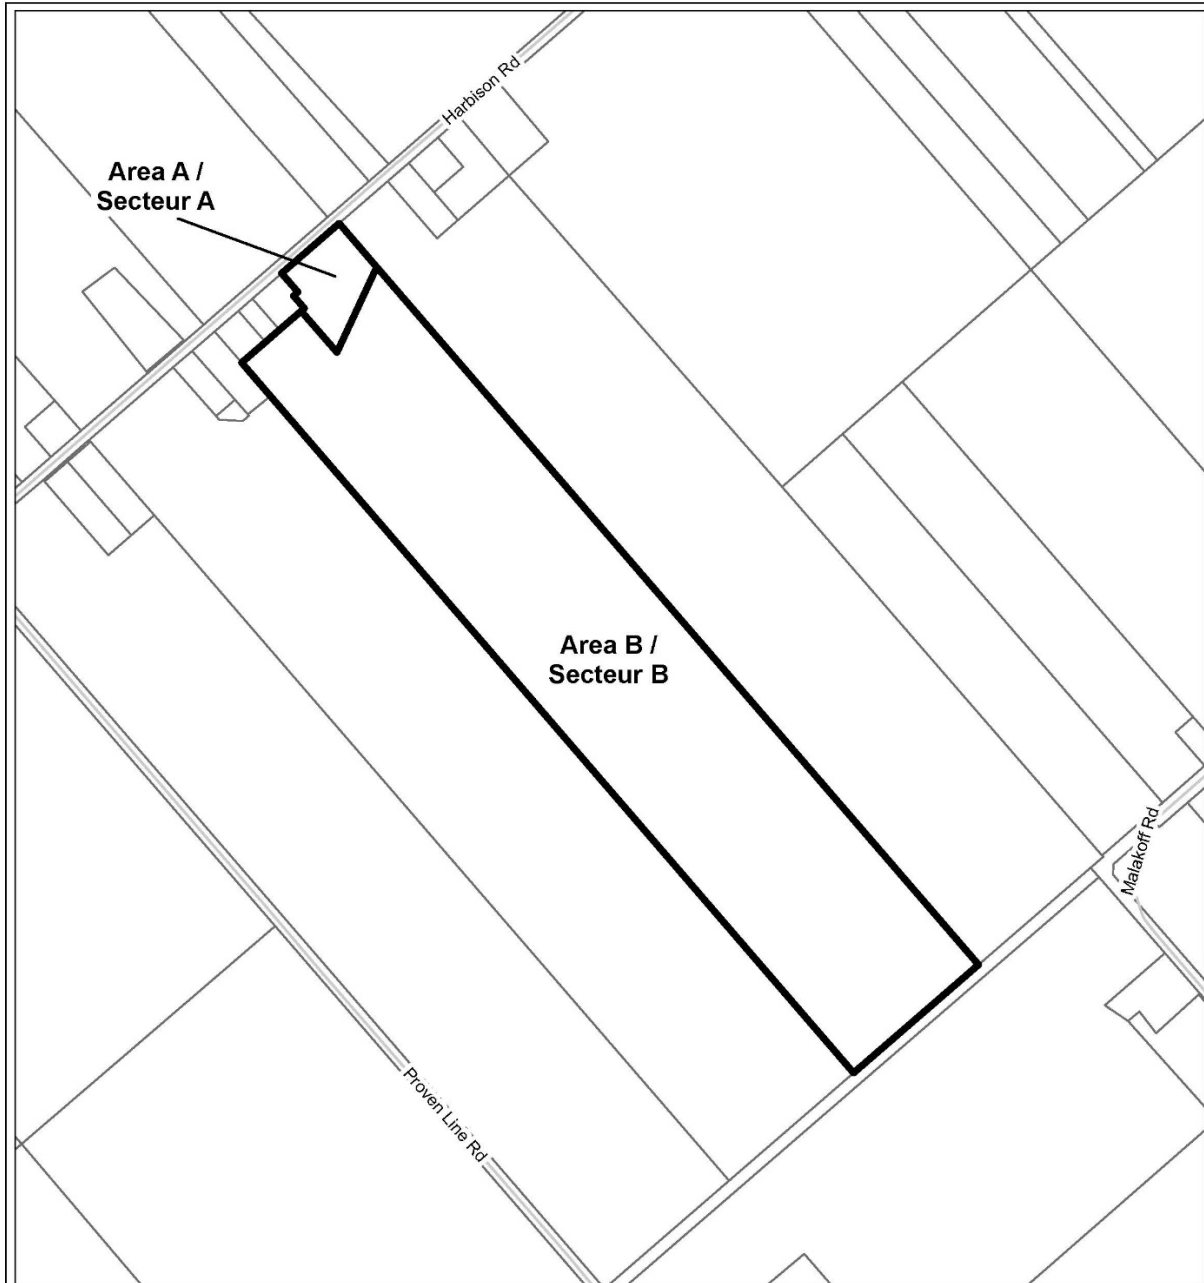 Harbison Rd
Area A /
Secteur A
Area B /
Secteur B
Malakoff Rd
Proven Line Rd